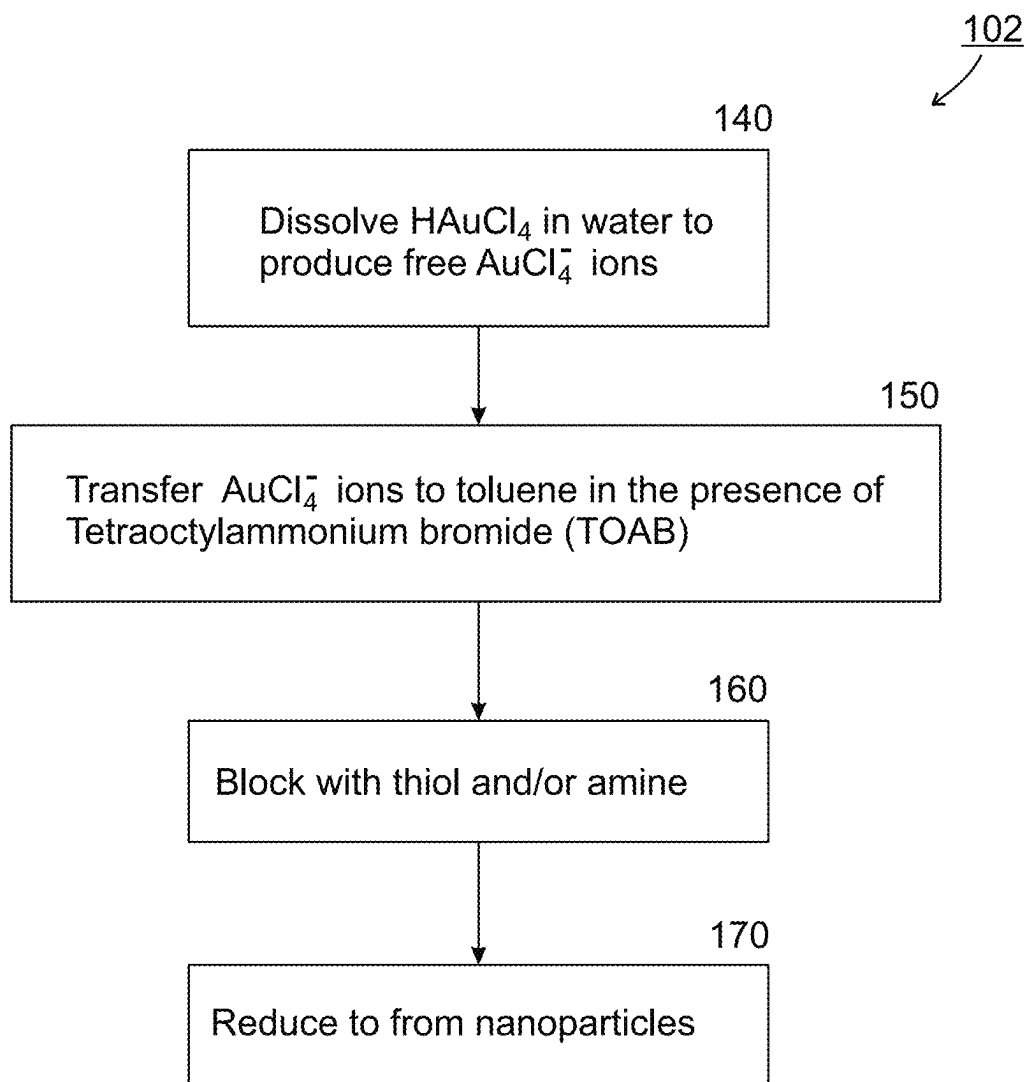 102
140
Dissolve HAuCl₄ in water to
produce free AuCl₄⁻ ions
150
Transfer AuCl₄⁻ ions to toluene in the presence of
Tetraoctylammonium bromide (TOAB)
160
Block with thiol and/or amine
170
Reduce to from nanoparticles